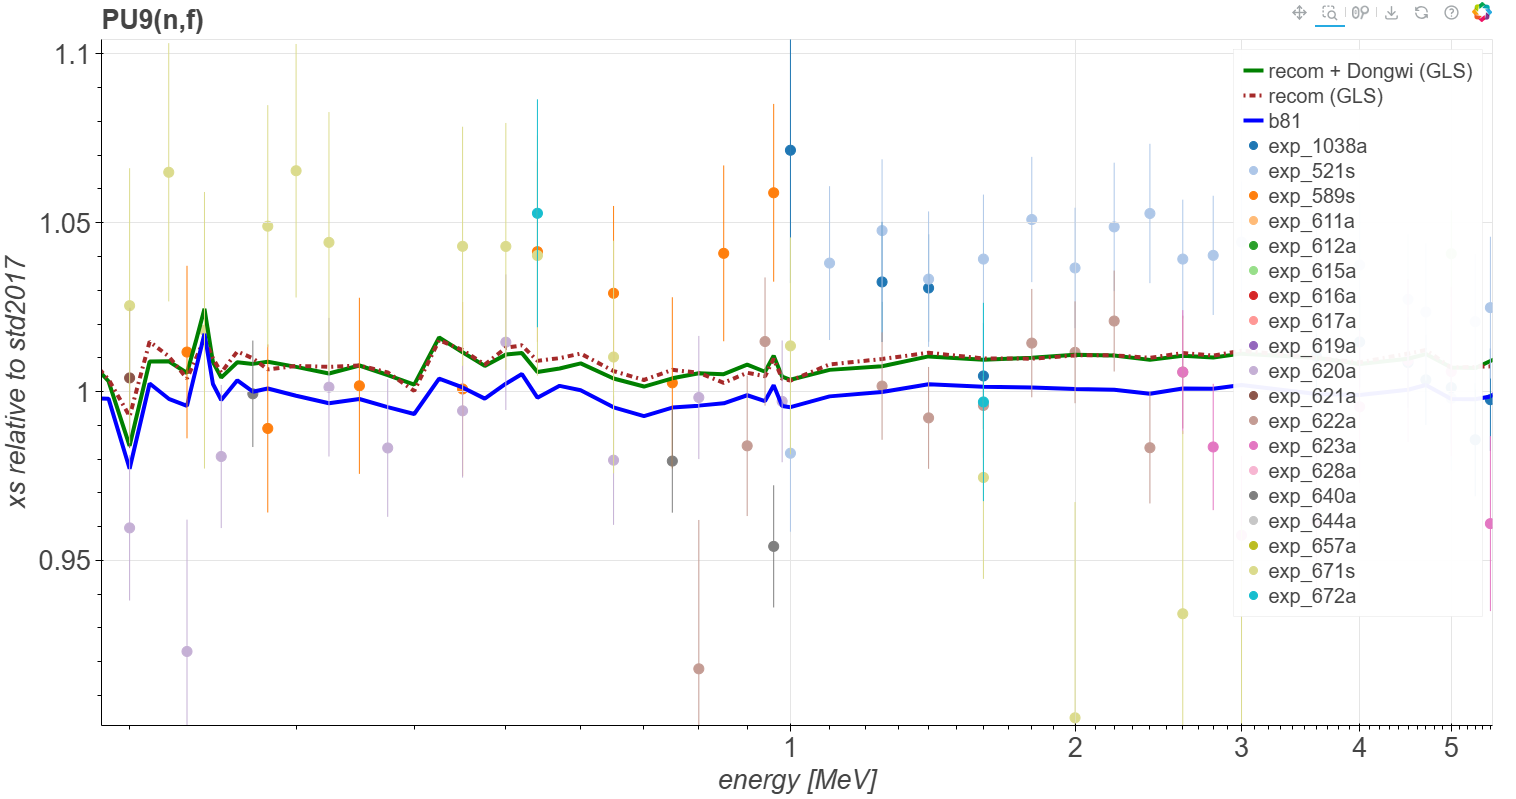 PU9(n,f)
1.1
1.05
1
0.95
xs relative to std2017
recom + Dongwi (GLS)
recom (GLS)
b81
exp_1038a
exp_521s
exp_589s
exp_611a
exp_612a
exp_615a
exp_616a
exp_617a
exp_619a
exp_620a
exp_621a
exp_622a
exp_623a
exp_628a
exp_640a
exp_644a
exp_657a
exp_671s
exp_672a
1 2 3 4 5
energy [MeV]